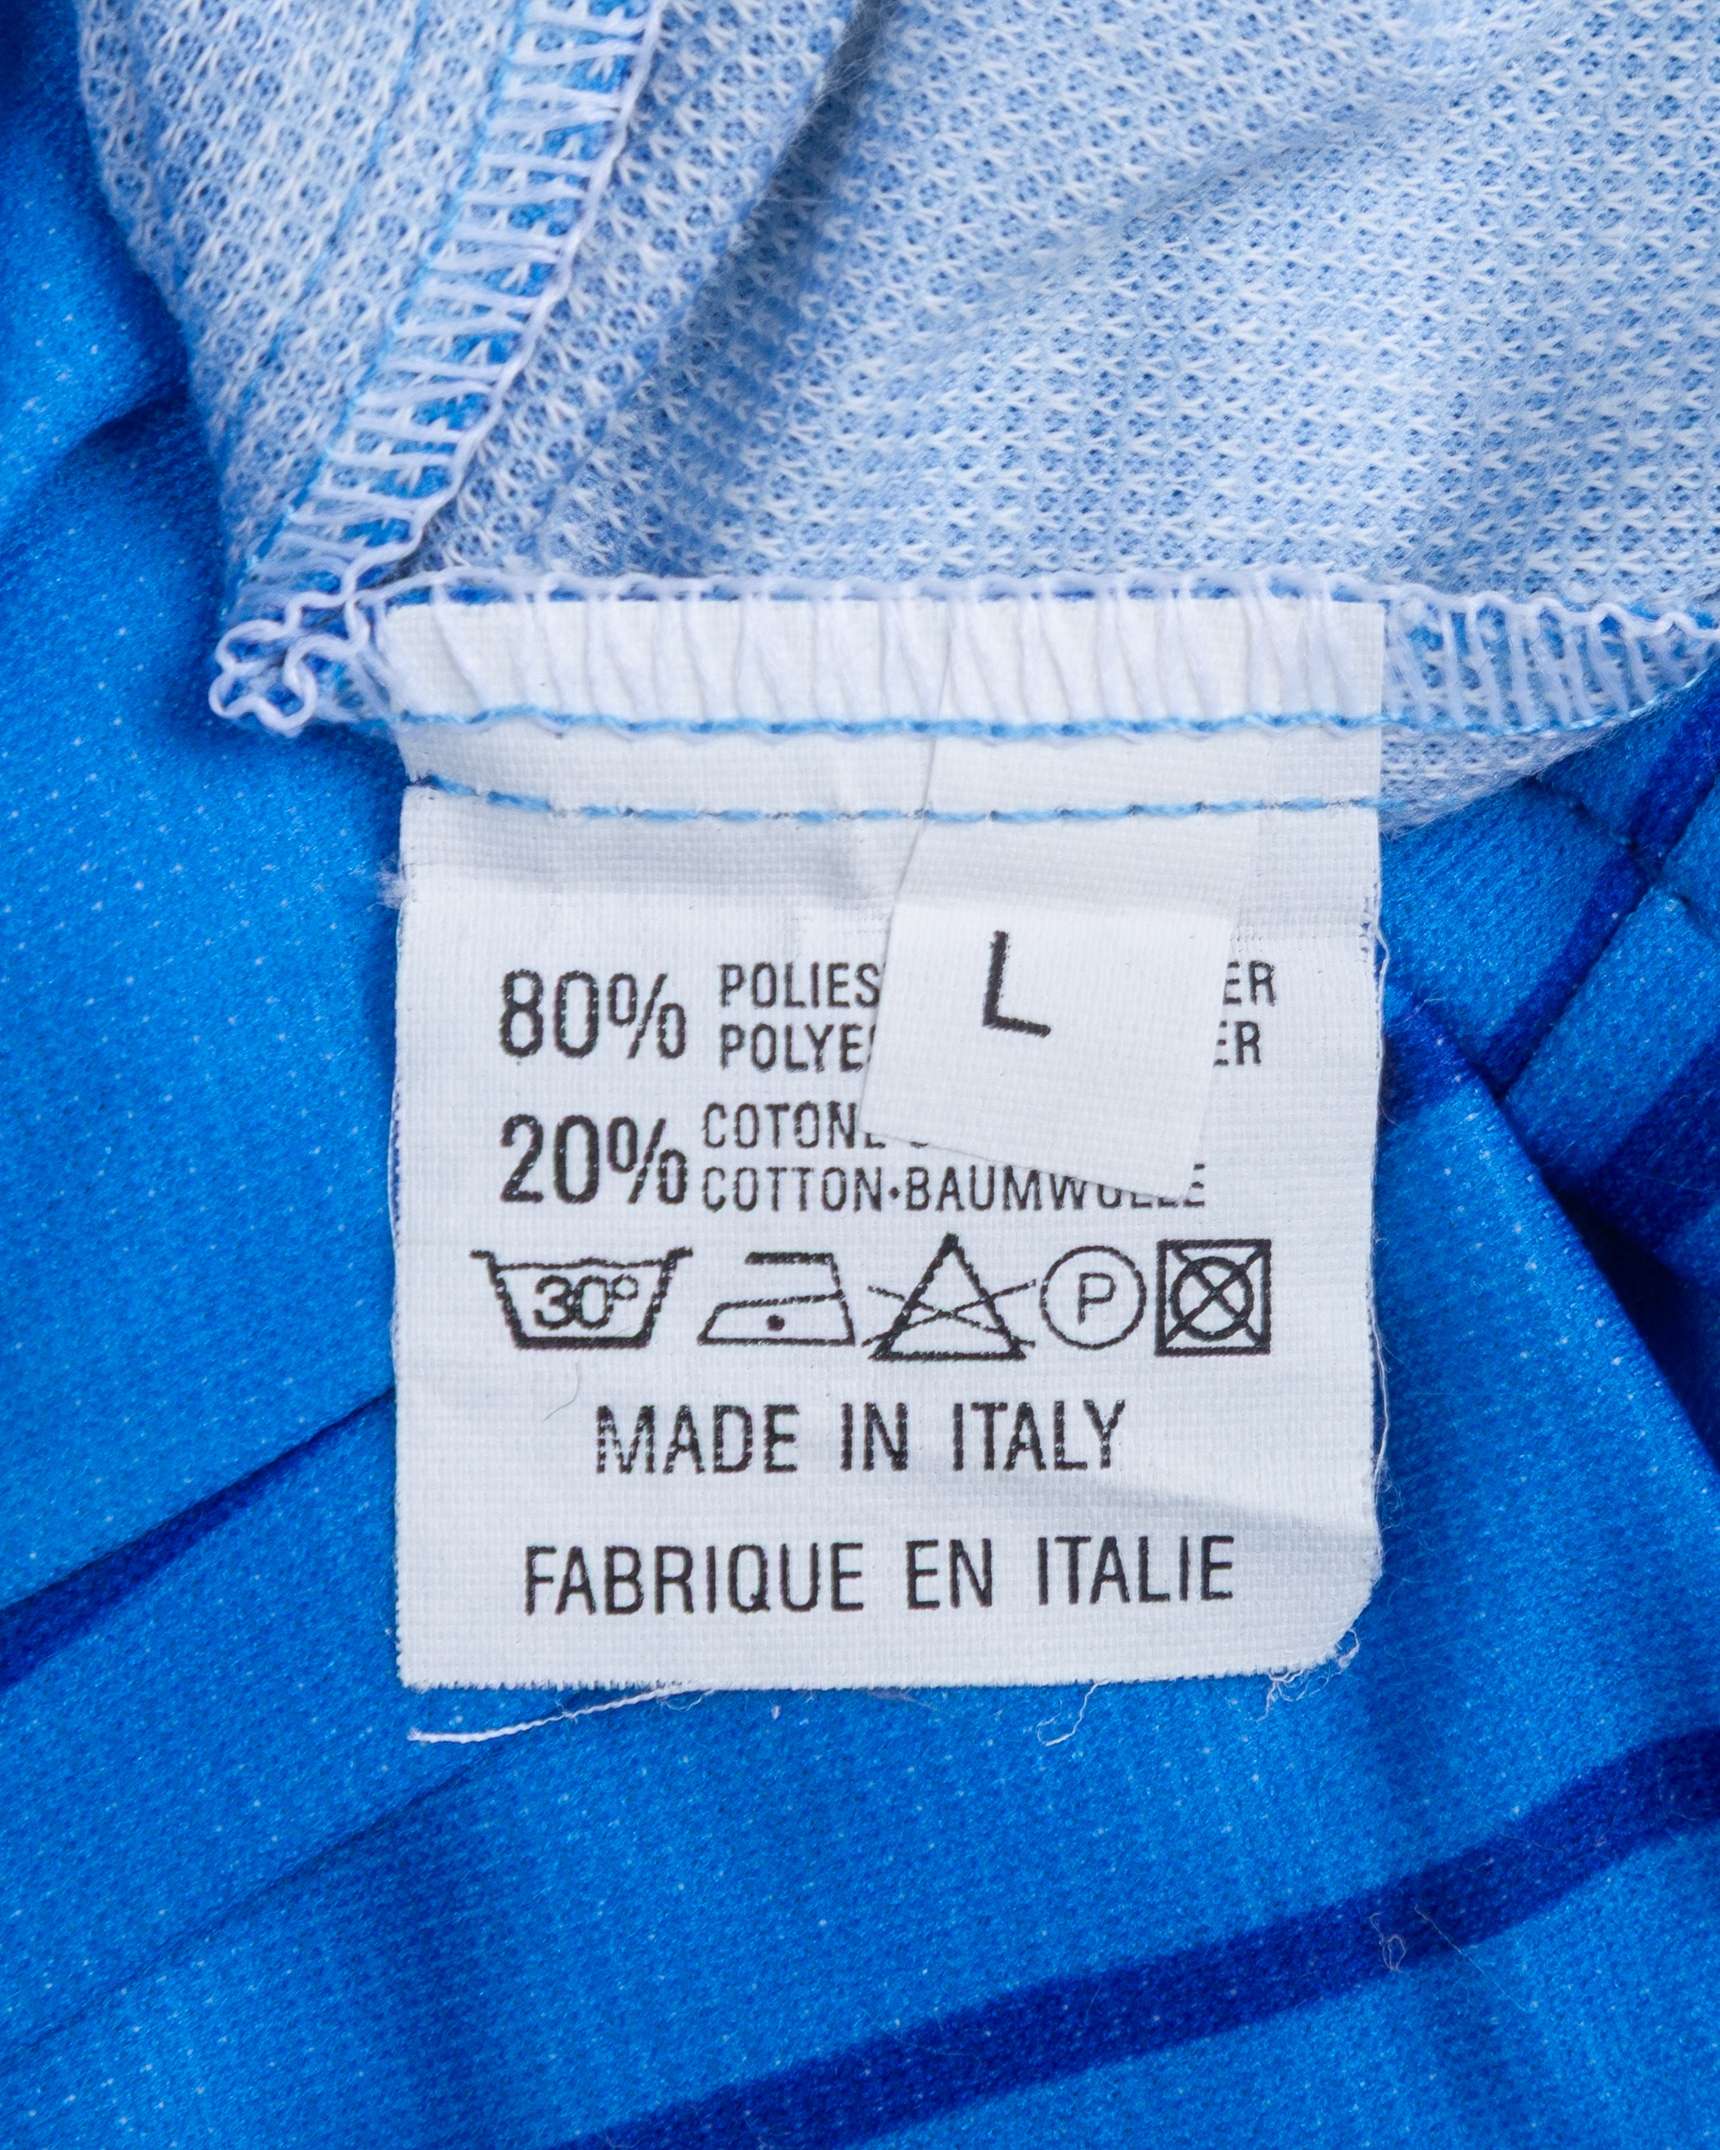 L
80% POLIES ER
POLYE ER
20% COTONE
COTTON·BAUMWOLLE
30°
P
MADE IN ITALY
FABRIQUE EN ITALIE